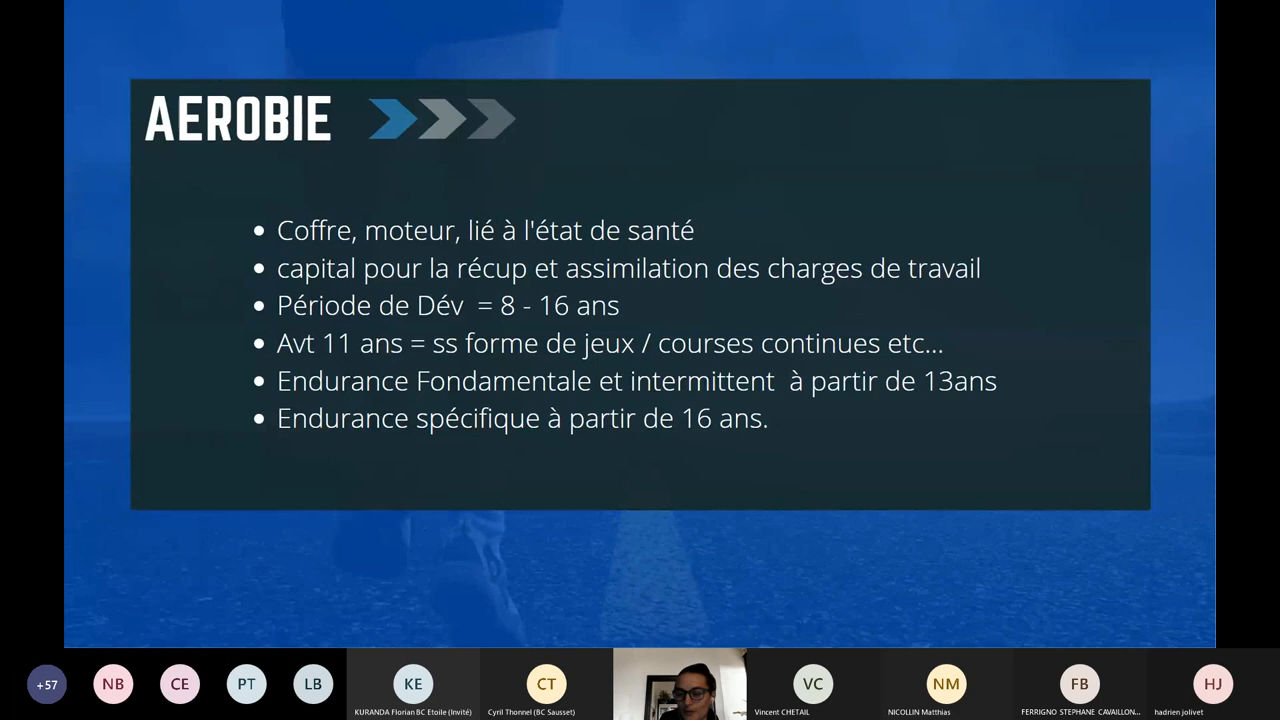 AEROBIE
Coffre, moteur, lié à l'état de santé
capital pour la récup et assimilation des charges de travail
Période de Dév = 8 - 16 ans
Avt 11 ans = ss forme de jeux / courses continues etc...
Endurance Fondamentale et intermittent à partir de 13ans
Endurance spécifique à partir de 16 ans.
+57
NB
CE
PT
LB
KE
CT
VC
NM
FB
HJ
KURANDA Florian BC Etoile (Invité)
Cyril Thonnel (BC Sausset)
Vincent CHETAIL
NICOLLIN Matthias
FERRIGNO STEPHANE CAVAILLON...
hadrien jolivet